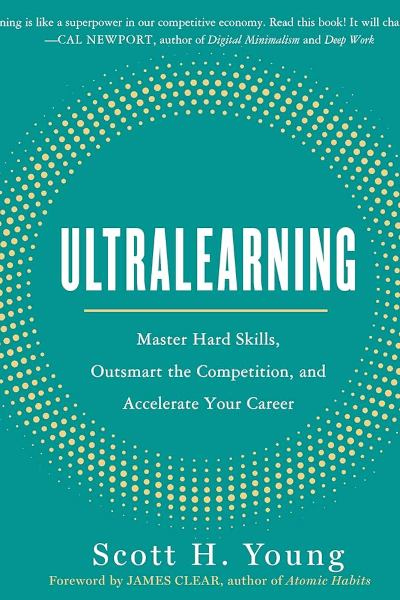 ning is like a superpower in our competitive economy. Read this book! It will cha
—CAL NEWPORT, author of Digital Minimalism and Deep Work
ULTRALEARNING
Master Hard Skills,
Outsmart the Competition, and
Accelerate Your Career
Scott H. Young
Foreword by JAMES CLEAR, author of Atomic Habits